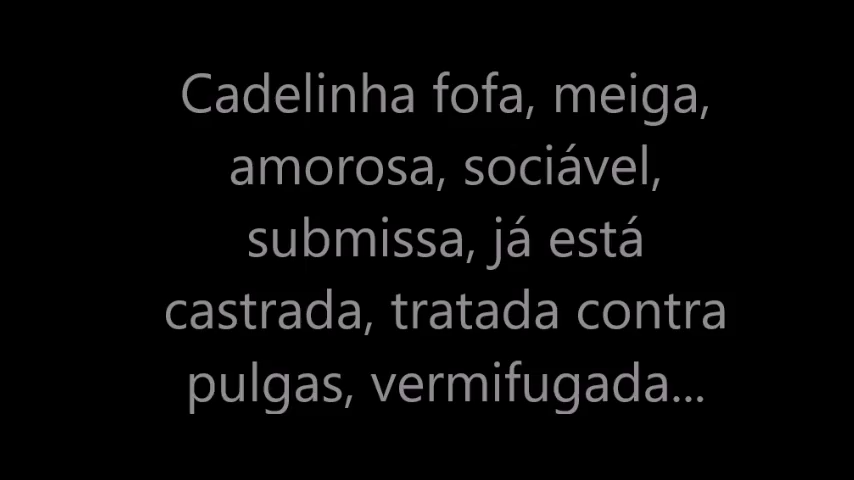 Cadelinha fofa, meiga,
amorosa, sociável,
submissa, já está
castrada, tratada contra
pulgas, vermifugada...